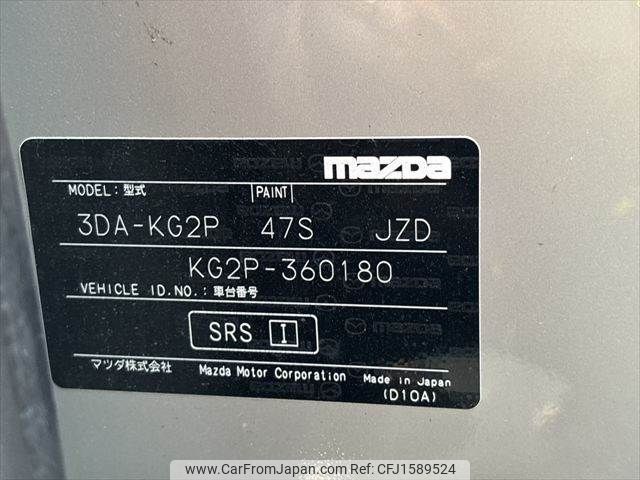 mazda
MODEL: 型式 PAINT
3DA-KG2P 47S JZD
KG2P-360180
VEHICLE ID.NO.: 車台番号
SRS I
マツダ株式会社 Mazda Motor Corporation Made in Japan
(D10A)
www.CarFromJapan.com - CFJ1589524